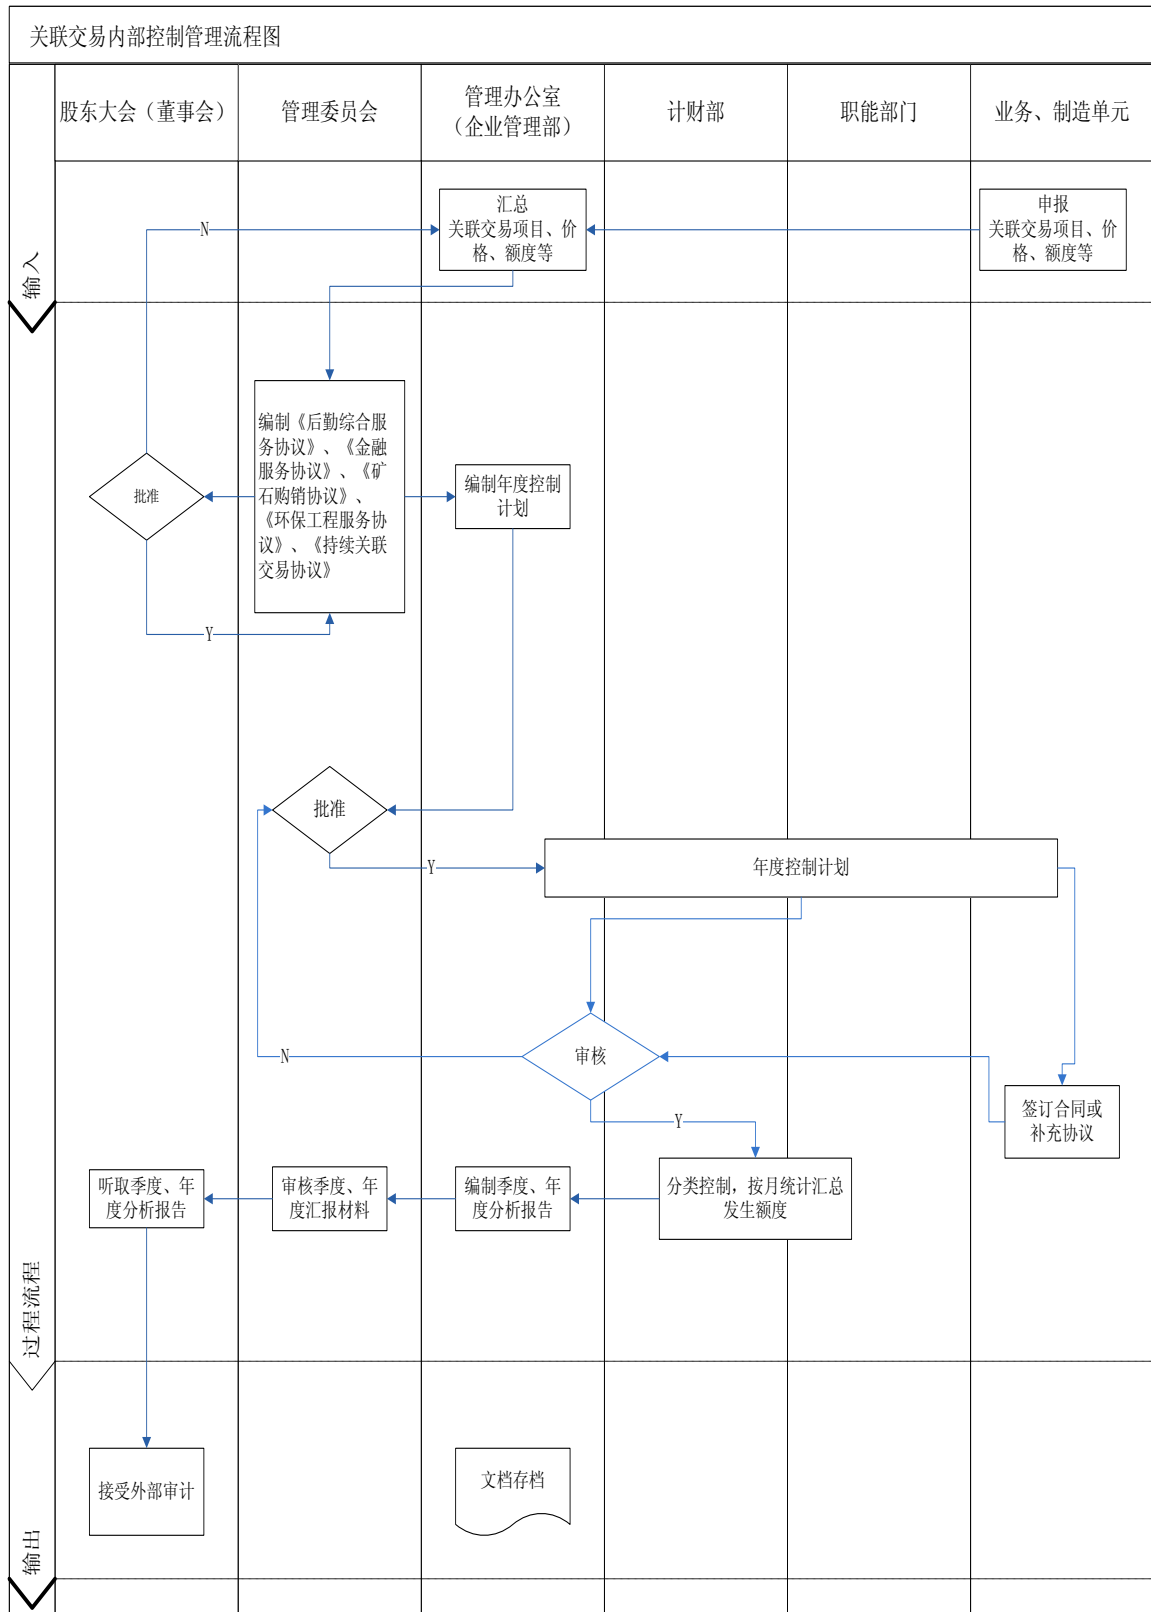 关联交易内部控制管理流程图
股东大会（董事会）
管理委员会
管理办公室
（企业管理部）
计财部
职能部门
业务、制造单元
输入
汇总
关联交易项目、价
格、额度等
申报
关联交易项目、价
格、额度等
N
编制《后勤综合服
务协议》、《金融
服务协议》、《矿
石购销协议》、
《环保工程服务协
议》、《持续关联
交易协议》
批准
编制年度控制
计划
Y
批准
Y
年度控制计划
审核
N
签订合同或
补充协议
Y
听取季度、年
度分析报告
审核季度、年
度汇报材料
编制季度、年
度分析报告
分类控制，按月统计汇总
发生额度
过程流程
接受外部审计
文档存档
输出